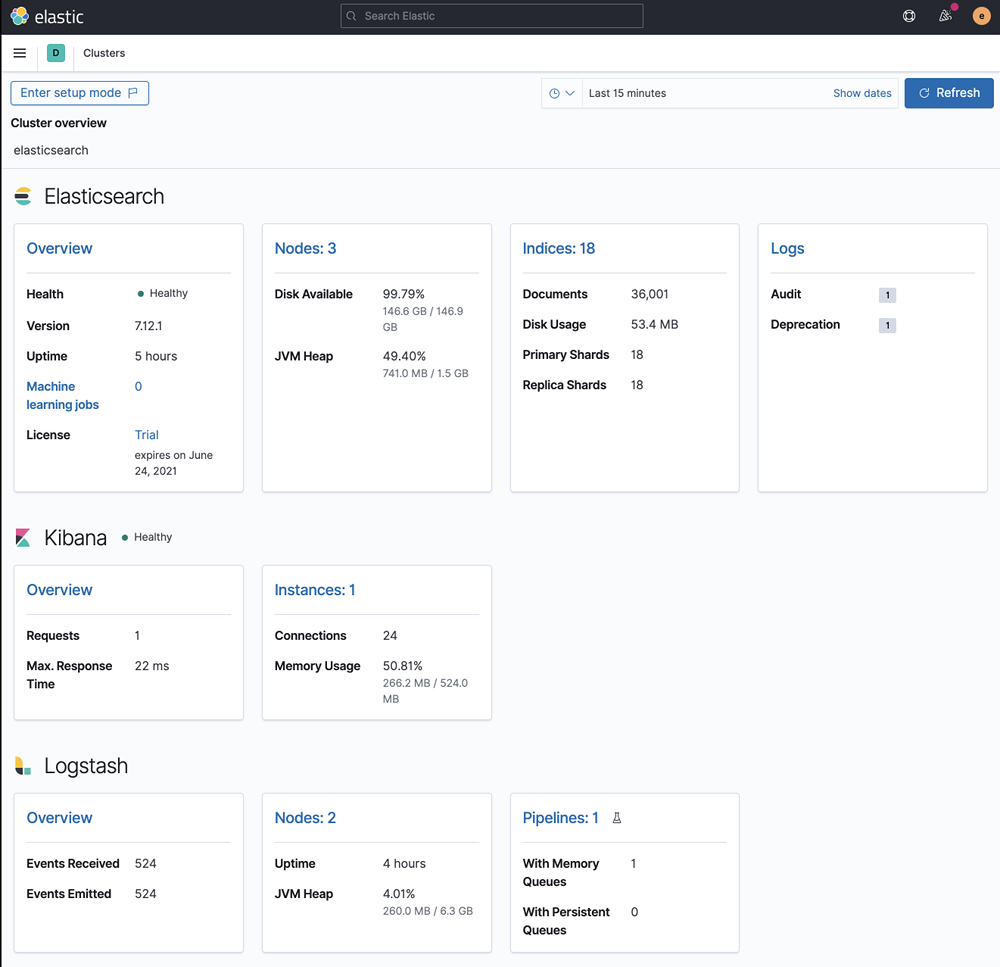 elastic
Search Elastic
e
D
Clusters
Enter setup mode
Last 15 minutes
Show dates
Refresh
Cluster overview
elasticsearch
Elasticsearch
Overview
Health
Healthy
Version
7.12.1
Uptime
5 hours
Machine
learning jobs
0
License
Trial
expires on June
24, 2021
Nodes: 3
Disk Available
99.79%
146.6 GB / 146.9
GB
JVM Heap
49.40%
741.0 MB / 1.5 GB
Indices: 18
Documents
36,001
Disk Usage
53.4 MB
Primary Shards
18
Replica Shards
18
Logs
Audit
1
Deprecation
1
Kibana
Healthy
Overview
Requests
1
Max. Response
Time
22 ms
Instances: 1
Connections
24
Memory Usage
50.81%
266.2 MB / 524.0
MB
Logstash
Overview
Events Received
524
Events Emitted
524
Nodes: 2
Uptime
4 hours
JVM Heap
4.01%
260.0 MB / 6.3 GB
Pipelines: 1
With Memory
Queues
1
With Persistent
Queues
0